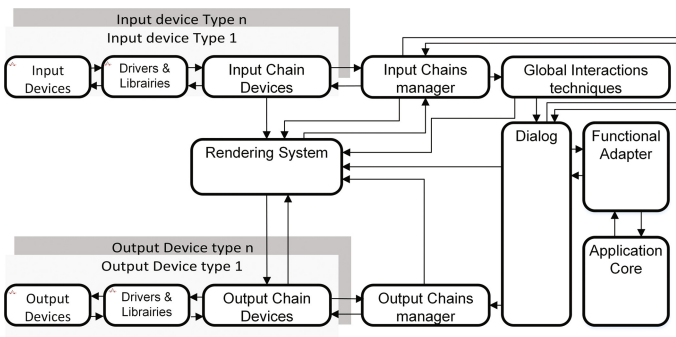 Input device Type n
Input device Type 1
Input
Devices
Drivers &
Librairies
Input Chain
Devices
Input Chains
manager
Global Interactions
techniques
Rendering System
Dialog
Functional
Adapter
Application
Core
Output Device type n
Output Device type 1
Output
Devices
Drivers &
Librairies
Output Chain
Devices
Output Chains
manager